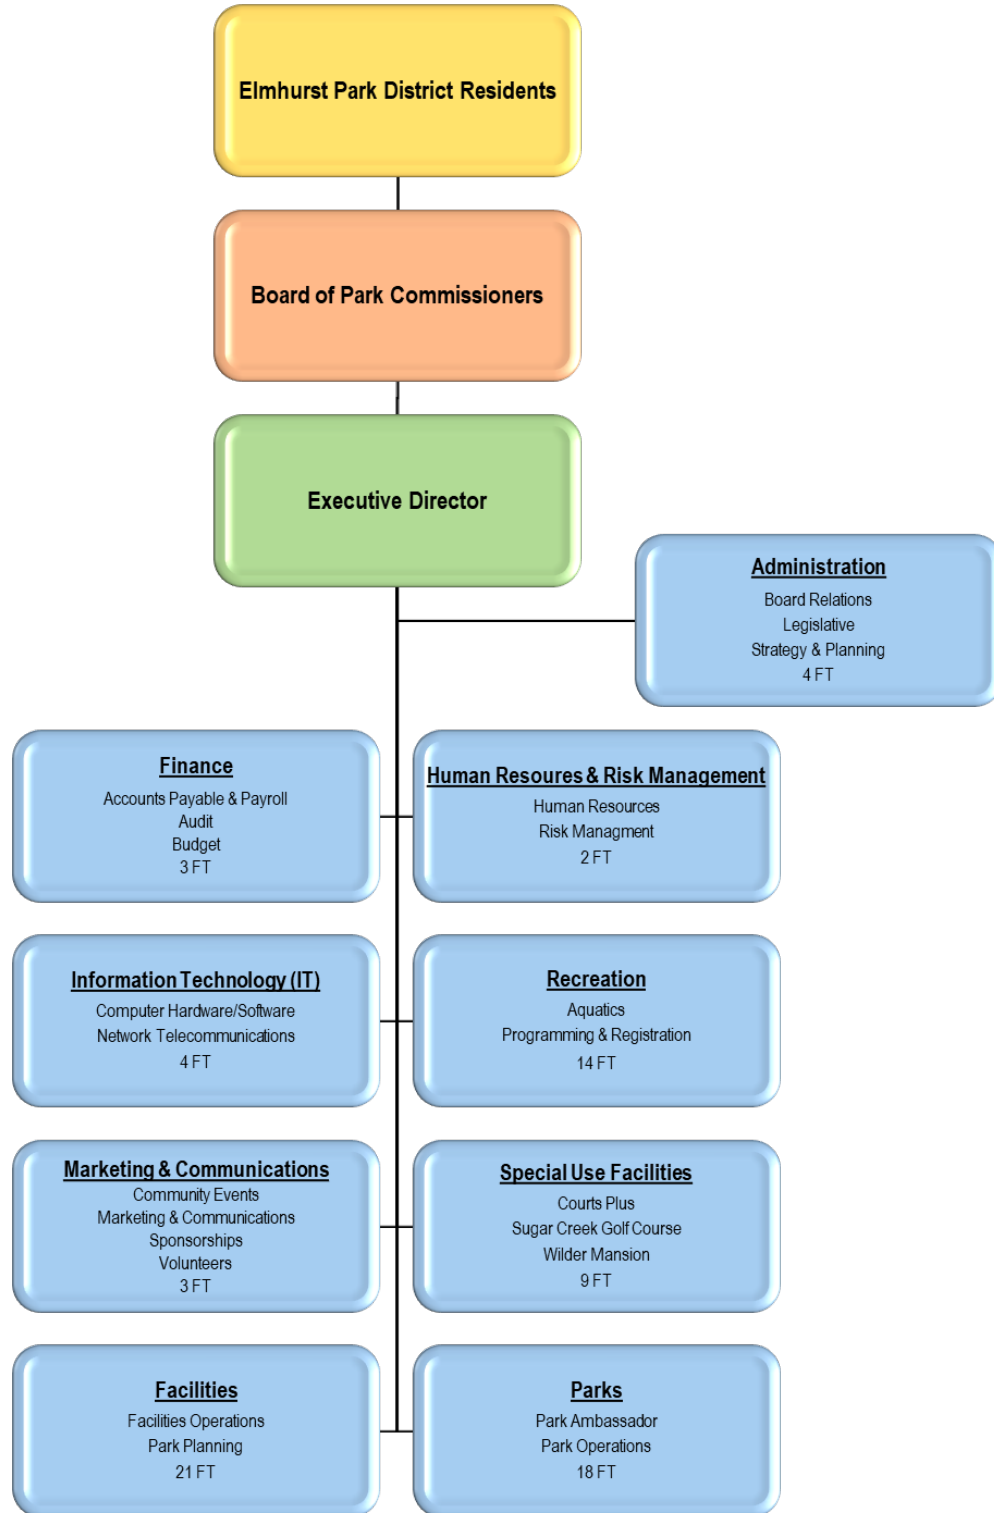 Elmhurst Park District Residents
Board of Park Commissioners
Executive Director
Administration
Board Relations
Legislative
Strategy & Planning
4 FT
Finance
Accounts Payable & Payroll
Audit
Budget
3 FT
Human Resoures & Risk Management
Human Resources
Risk Managment
2 FT
Information Technology (IT)
Computer Hardware/Software
Network Telecommunications
4 FT
Recreation
Aquatics
Programming & Registration
14 FT
Marketing & Communications
Community Events
Marketing & Communications
Sponsorships
Volunteers
3 FT
Special Use Facilities
Courts Plus
Sugar Creek Golf Course
Wilder Mansion
9 FT
Facilities
Facilities Operations
Park Planning
21 FT
Parks
Park Ambassador
Park Operations
18 FT